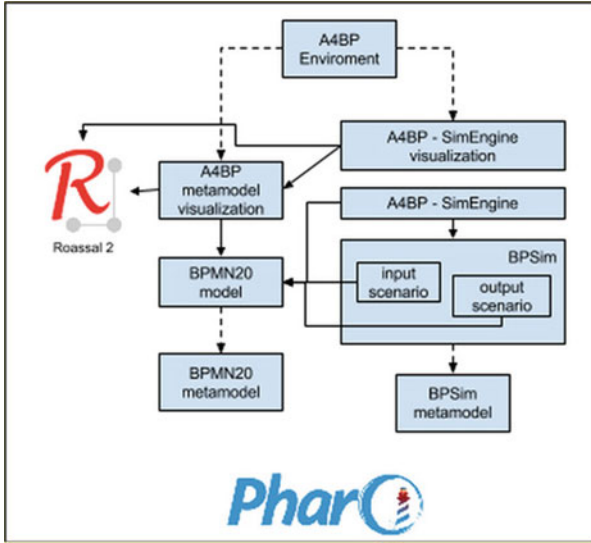 A4BP
Enviroment
A4BP - SimEngine
visualization
A4BP
metamodel
visualization
R
Roassal 2
A4BP - SimEngine
BPSim
BPMN20
model
input
scenario
output
scenario
BPMN20
metamodel
BPSim
metamodel
Pharo